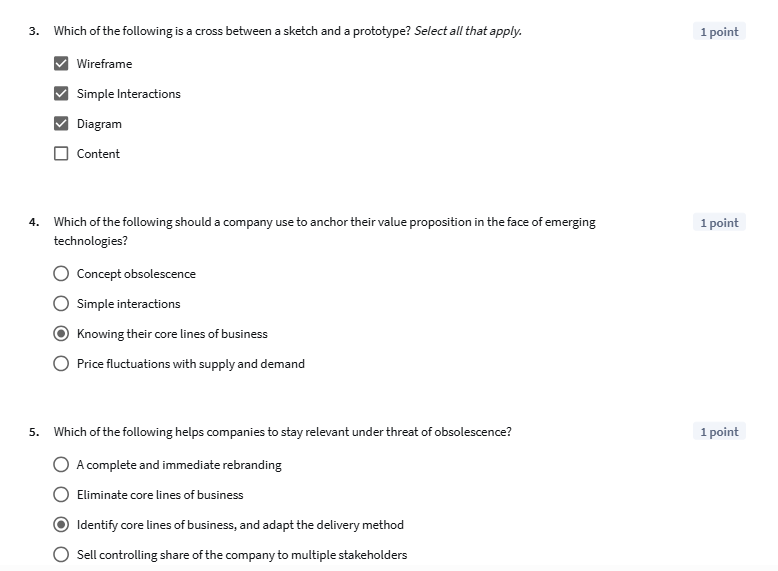 3. Which of the following is a cross between a sketch and a prototype? Select all that apply. 1 point
Wireframe
Simple Interactions
Diagram
Content
4. Which of the following should a company use to anchor their value proposition in the face of emerging 1 point
technologies?
Concept obsolescence
Simple interactions
Knowing their core lines of business
Price fluctuations with supply and demand
5. Which of the following helps companies to stay relevant under threat of obsolescence? 1 point
A complete and immediate rebranding
Eliminate core lines of business
Identify core lines of business, and adapt the delivery method
Sell controlling share of the company to multiple stakeholders